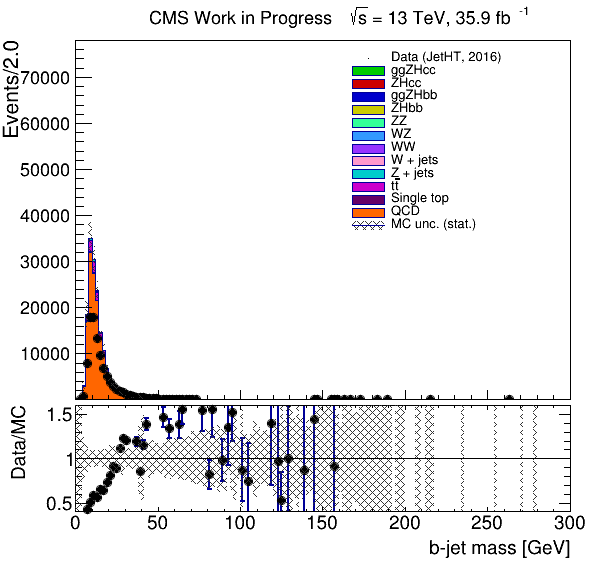 CMS Work in Progress √s = 13 TeV, 35.9 fb -1
Events/2.0
70000
60000
50000
40000
30000
20000
10000
Data (JetHT, 2016)
ggZHcc
ZHcc
ggZHbb
ZHbb
ZZ
WZ
WW
W + jets
Z + jets
tt̅
Single top
QCD
MC unc. (stat.)
Data/MC
1.5
1
0.5
0 50 100 150 200 250 300
b-jet mass [GeV]